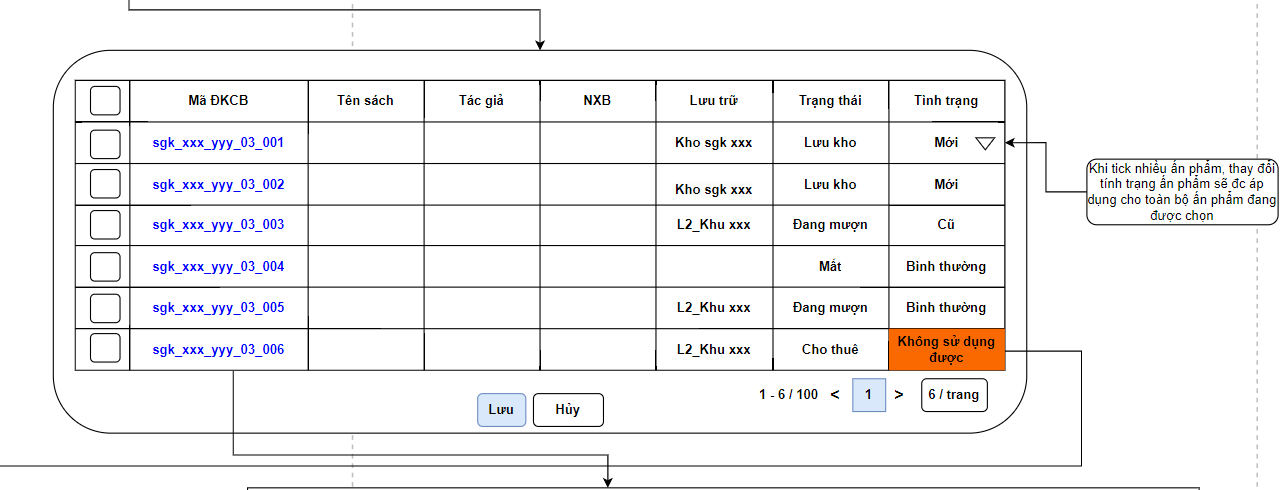 Mã ĐKCB Tên sách Tác giả NXB Lưu trữ Trạng thái Tình trạng
sgk_xxx_yyy_03_001 Kho sgk xxx Lưu kho Mới
sgk_xxx_yyy_03_002 Kho sgk xxx Lưu kho Mới
sgk_xxx_yyy_03_003 L2_Khu xxx Đang mượn Cũ
sgk_xxx_yyy_03_004 Mất Bình thường
sgk_xxx_yyy_03_005 L2_Khu xxx Đang mượn Bình thường
sgk_xxx_yyy_03_006 L2_Khu xxx Cho thuê Không sử dụng
được
Khi tick nhiều ấn phẩm, thay đổi
tình trạng ấn phẩm sẽ đc áp
dụng cho toàn bộ ấn phẩm đang
được chọn
1 - 6 / 100 < 1 > 6 / trang
Lưu Hủy